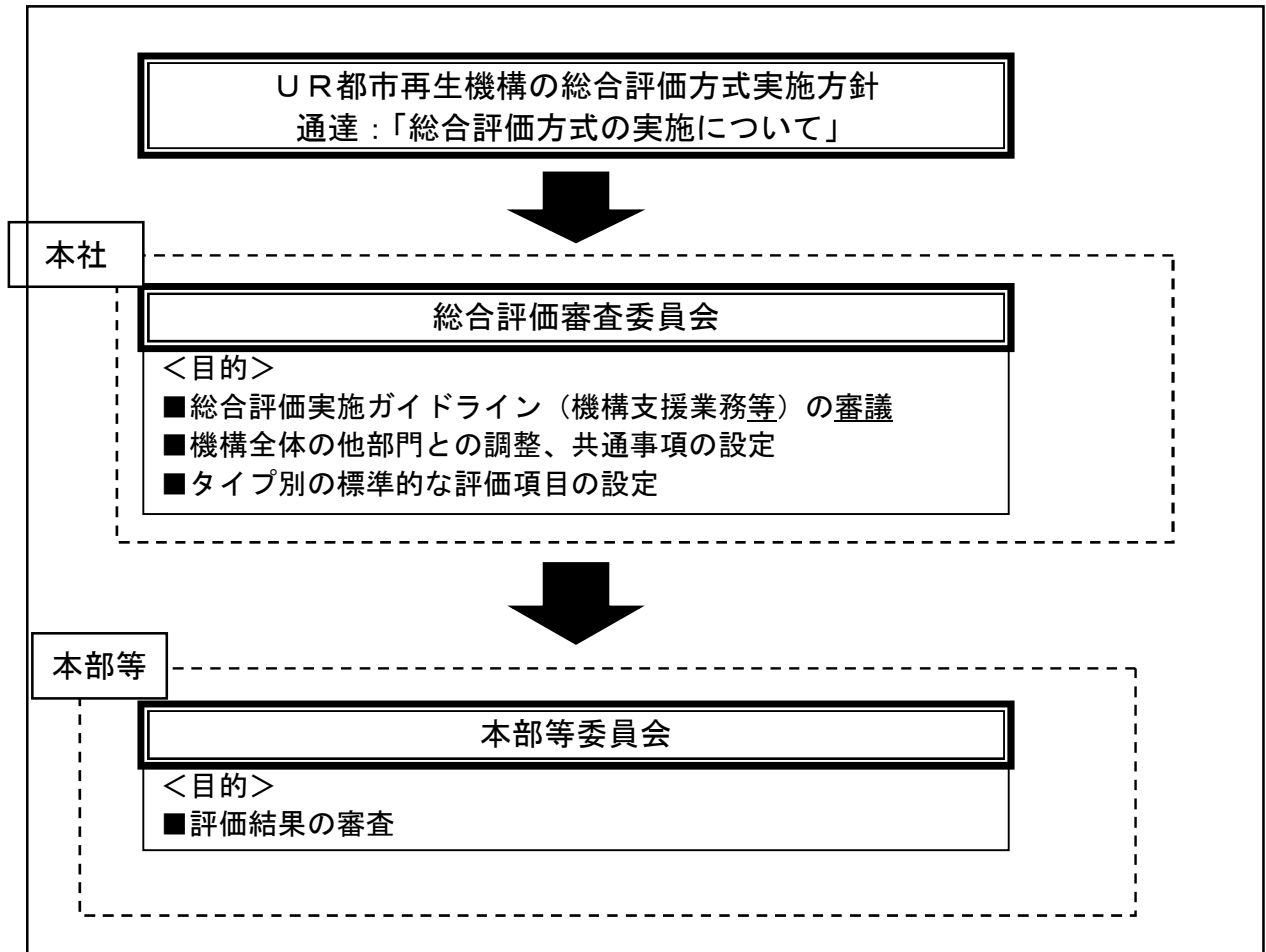 ＵＲ都市再生機構の総合評価方式実施方針
通達：「総合評価方式の実施について」
本社
総合評価審査委員会
＜目的＞
■総合評価実施ガイドライン（機構支援業務等）の審議
■機構全体の他部門との調整、共通事項の設定
■タイプ別の標準的な評価項目の設定
本部等
本部等委員会
＜目的＞
■評価結果の審査